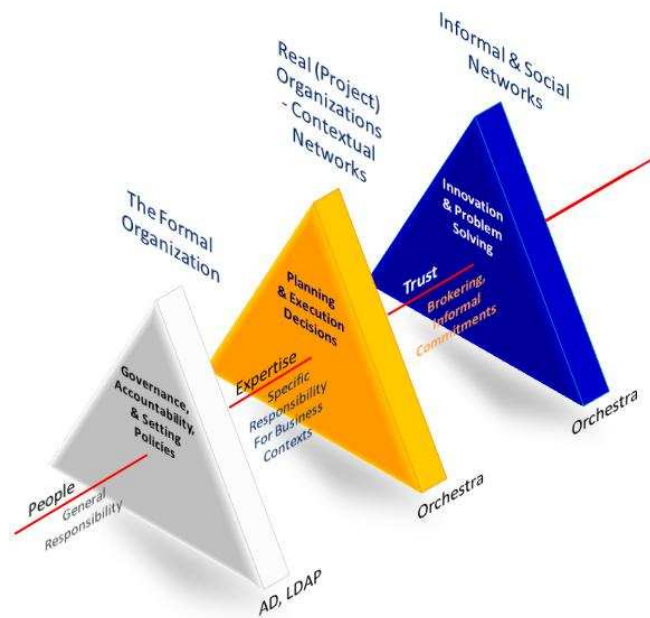 Informal & Social
Networks
Real (Project)
Organizations
- Contextual
Networks
The Formal
Organization
Innovation
& Problem
Solving
Trust
Brokering,
Informal
Commitments
Orchestra
Planning
& Execution
Decisions
Expertise
Specific
Responsibility
For Business
Contexts
Orchestra
Governance,
Accountability,
& Setting
Policies
People
General
Responsibility
AD, LDAP